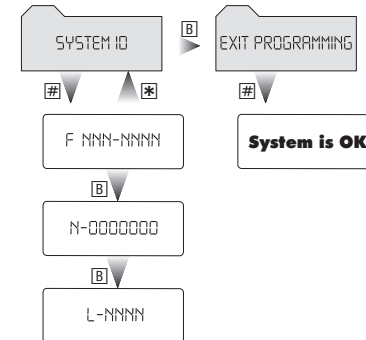 SYSTEM ID
B
EXIT PROGRAMMING
#
*
#
F NNN-NNNN
System is OK
B
N-0000000
B
L-NNNN